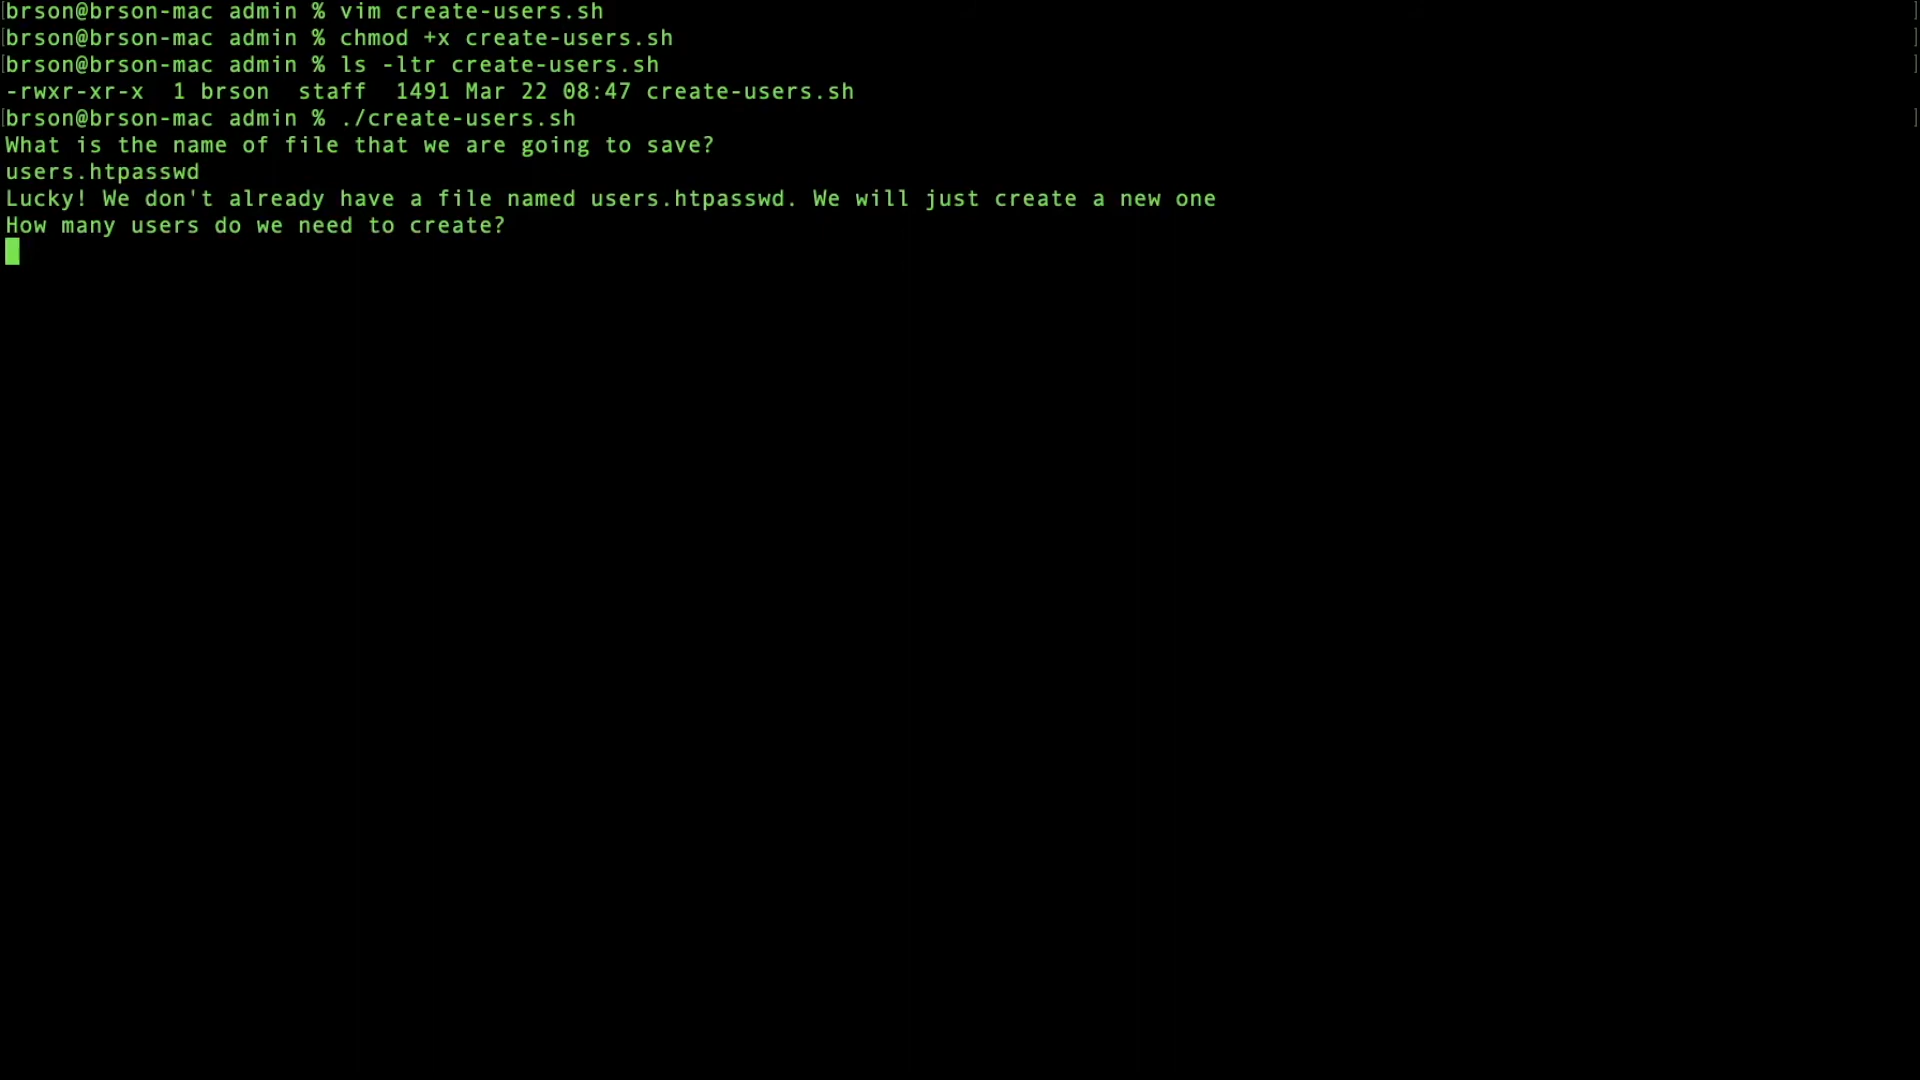 [brson@brson-mac admin % vim create-users.sh ]
[brson@brson-mac admin % chmod +x create-users.sh ]
[brson@brson-mac admin % ls -ltr create-users.sh ]
-rwxr-xr-x  1 brson  staff  1491 Mar 22 08:47 create-users.sh
[brson@brson-mac admin % ./create-users.sh ]
What is the name of file that we are going to save?
users.htpasswd
Lucky! We don't already have a file named users.htpasswd. We will just create a new one
How many users do we need to create?